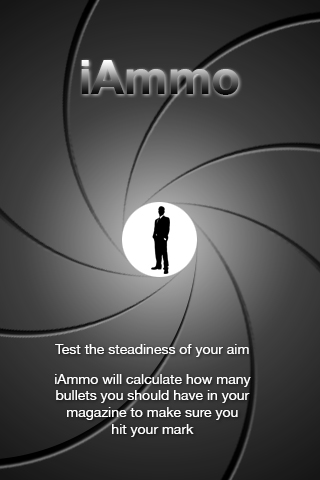 iAmmo
Test the steadiness of your aim
iAmmo will calculate how many
bullets you should have in your
magazine to make sure you
hit your mark